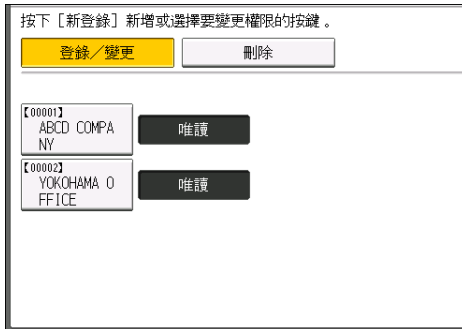 按下［新登錄］新增或選擇要變更權限的按鍵。
登錄／變更 刪除
【00001】
ABCD COMPA
NY
唯讀
【00002】
YOKOHAMA O
FFICE
唯讀